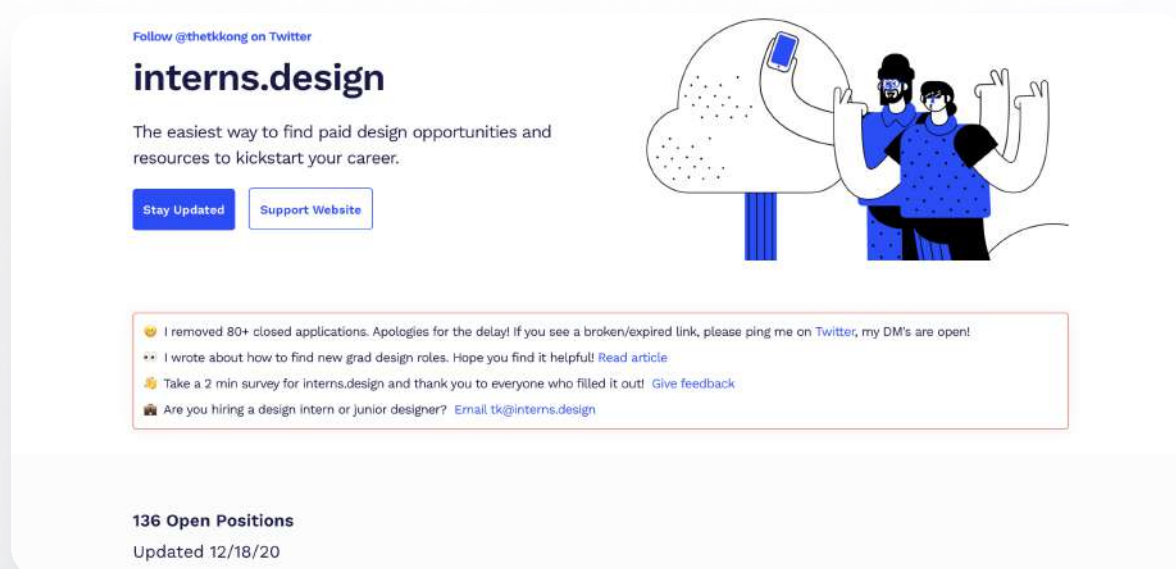 Follow @thetkkong on Twitter
interns.design
The easiest way to find paid design opportunities and
resources to kickstart your career.
Stay Updated
Support Website
😀 I removed 80+ closed applications. Apologies for the delay! If you see a broken/expired link, please ping me on Twitter, my DM's are open!
👀 I wrote about how to find new grad design roles. Hope you find it helpful! Read article
👏 Take a 2 min survey for interns.design and thank you to everyone who filled it out! Give feedback
💼 Are you hiring a design intern or junior designer? Email tk@interns.design
136 Open Positions
Updated 12/18/20